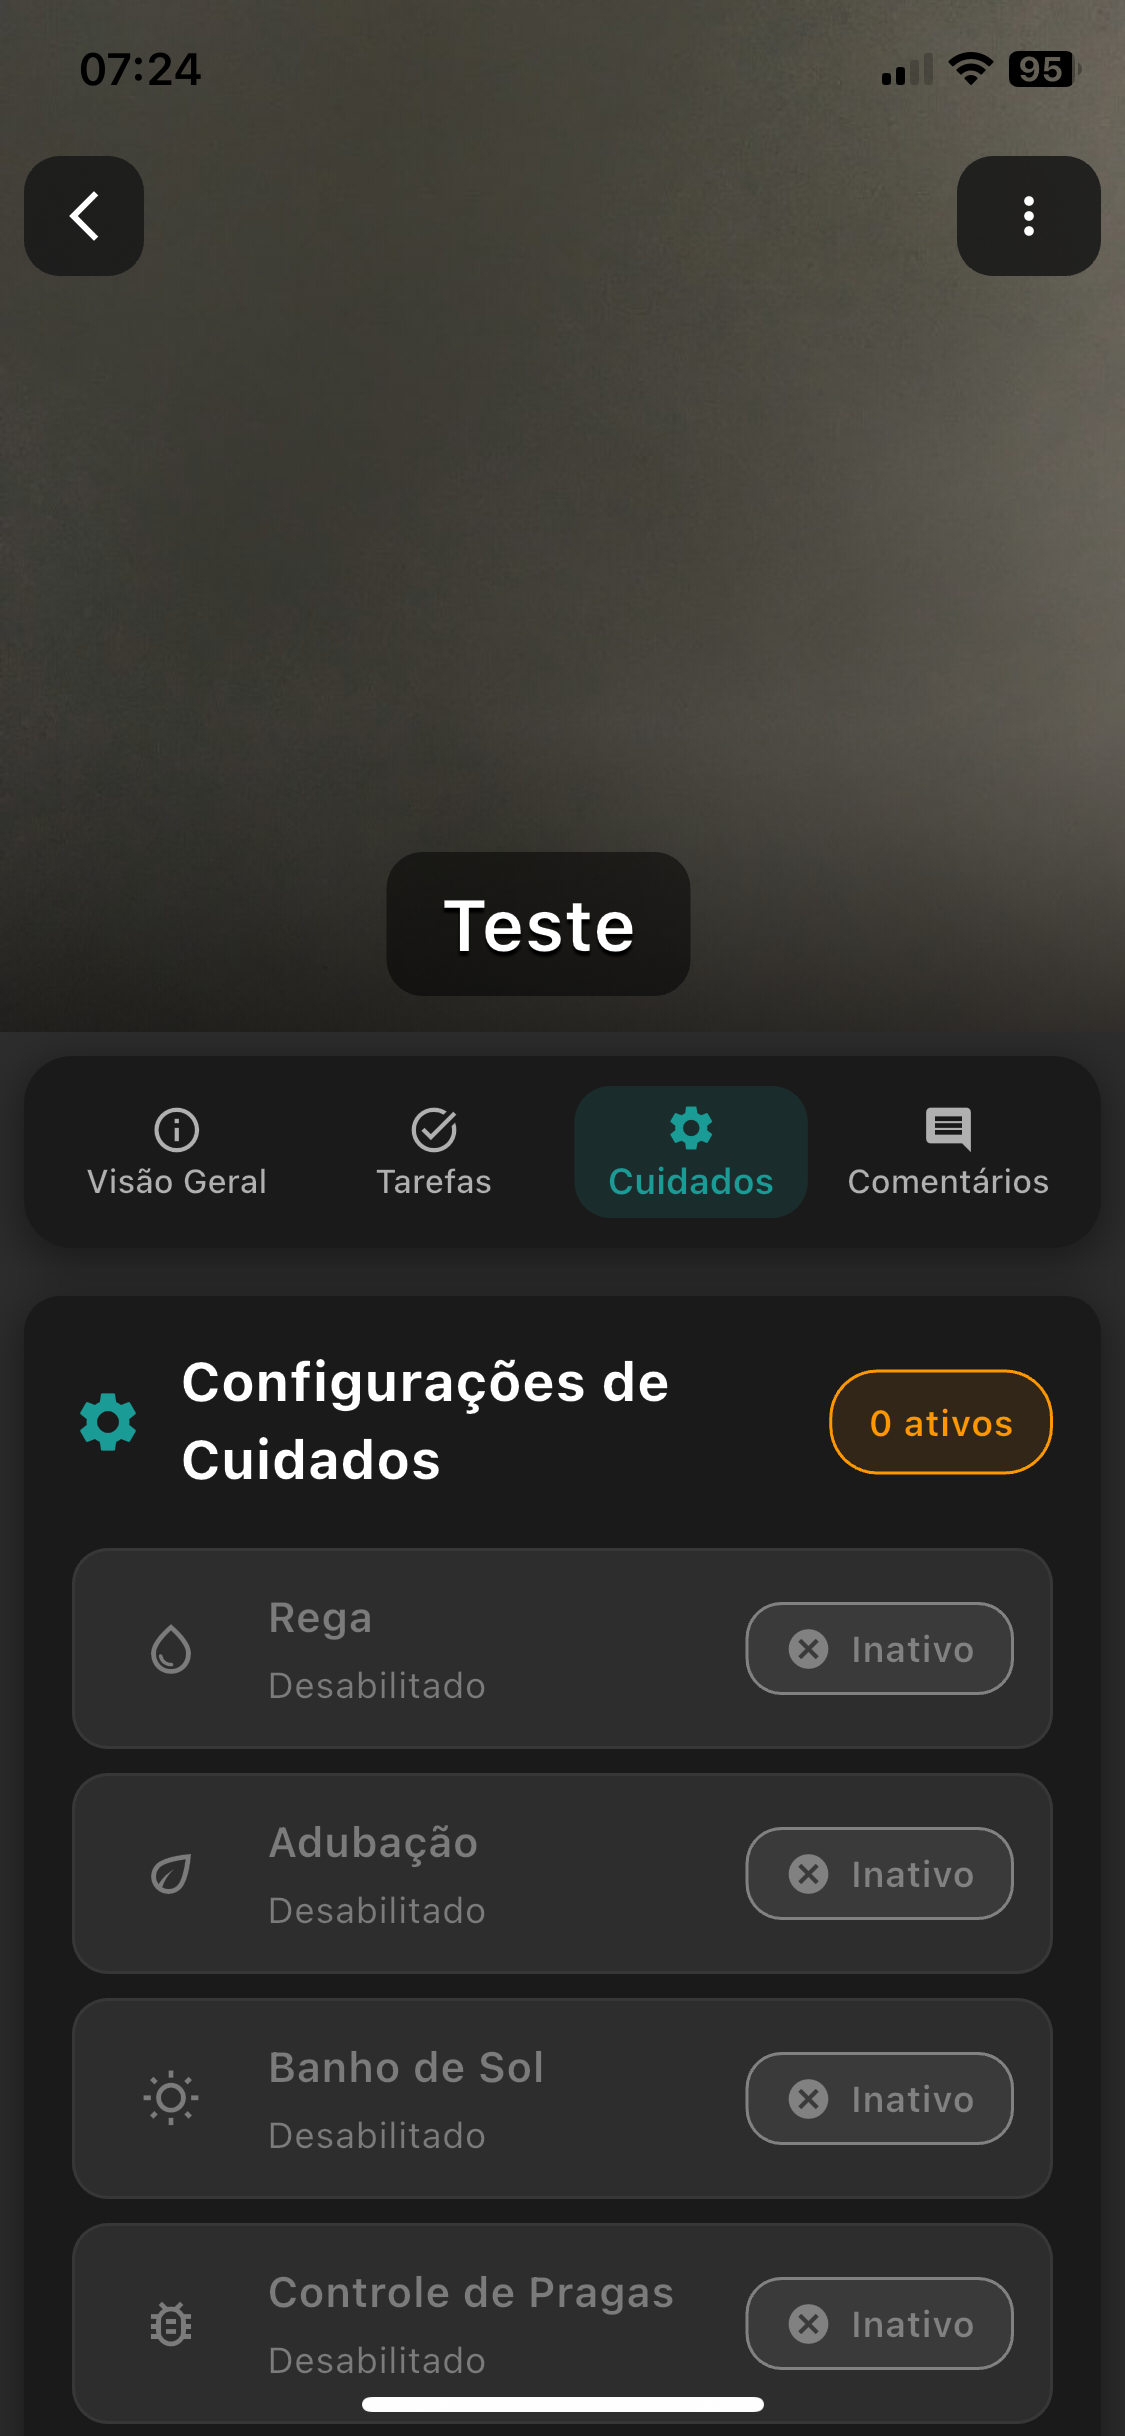 07:24
95
Teste
Visão Geral
Tarefas
Cuidados
Comentários
Configurações de
Cuidados
0 ativos
Rega
Desabilitado
Inativo
Adubação
Desabilitado
Inativo
Banho de Sol
Desabilitado
Inativo
Controle de Pragas
Desabilitado
Inativo